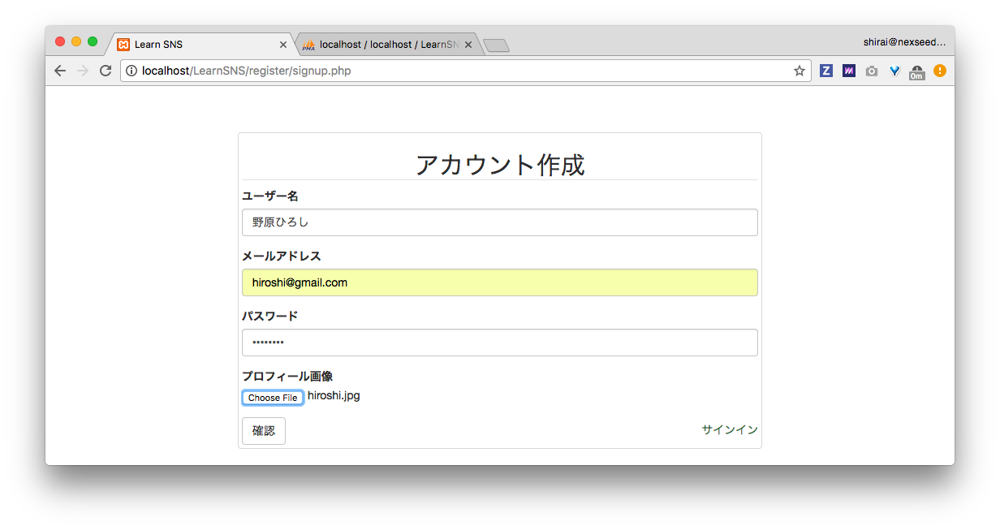 Learn SNS
localhost / localhost / LearnSN
shirai@nexseed...
localhost/LearnSNS/register/signup.php
Z
0m
アカウント作成
ユーザー名
野原ひろし
メールアドレス
hiroshi@gmail.com
パスワード
••••••••
プロフィール画像
Choose File hiroshi.jpg
確認
サインイン